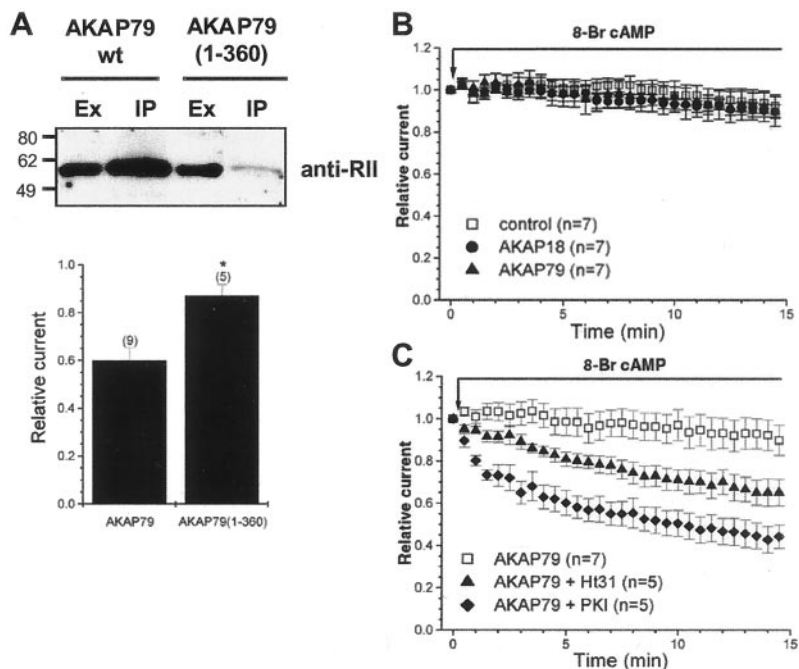 A
AKAP79 AKAP79
wt (1-360)
Ex IP Ex IP
80
62
49
anti-RII
1.0
0.8
0.6
0.4
0.2
0.0
Relative current
(9)
*
(5)
AKAP79 AKAP79(1-360)
B
8-Br cAMP
1.2
1.0
0.8
0.6
0.4
0.2
0.0
Relative current
control (n=7)
AKAP18 (n=7)
AKAP79 (n=7)
0 5 10 15
Time (min)
C
8-Br cAMP
1.2
1.0
0.8
0.6
0.4
0.2
Relative current
AKAP79 (n=7)
AKAP79 + Ht31 (n=5)
AKAP79 + PKI (n=5)
0 5 10 15
Time (min)